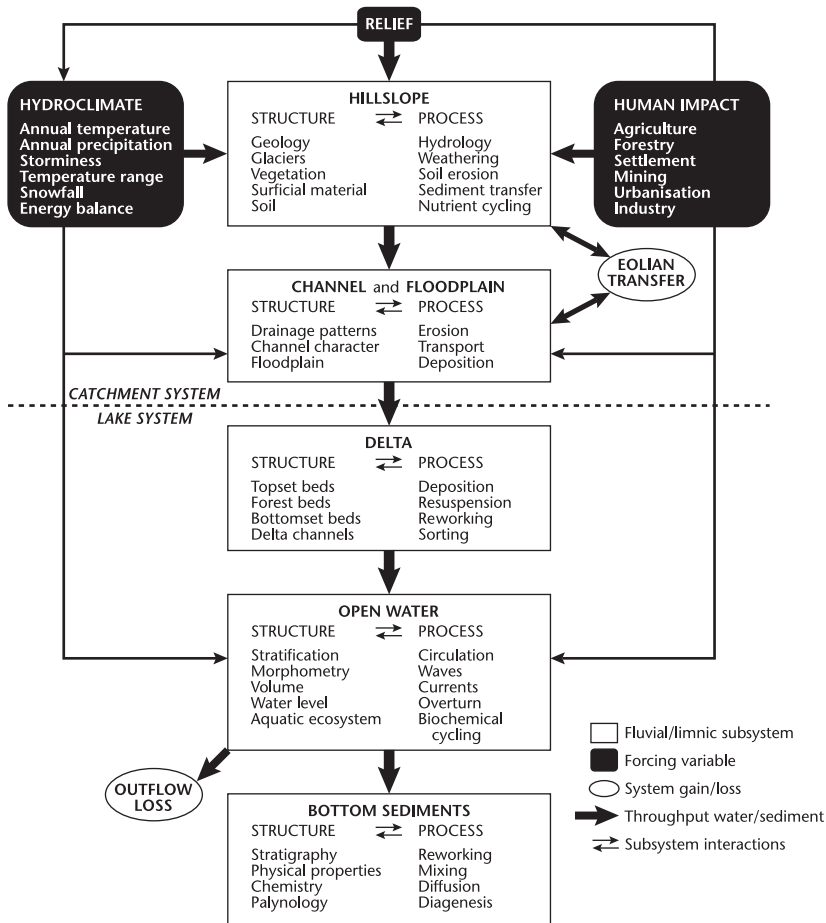 RELIEF
HYDROCLIMATE
Annual temperature
Annual precipitation
Storminess
Temperature range
Snowfall
Energy balance
HILLSLOPE
STRUCTURE
Geology
Glaciers
Vegetation
Surficial material
Soil
PROCESS
Hydrology
Weathering
Soil erosion
Sediment transfer
Nutrient cycling
HUMAN IMPACT
Agriculture
Forestry
Settlement
Mining
Urbanisation
Industry
EOLIAN
TRANSFER
CHANNEL and FLOODPLAIN
STRUCTURE
Drainage patterns
Channel character
Floodplain
PROCESS
Erosion
Transport
Deposition
CATCHMENT SYSTEM
LAKE SYSTEM
DELTA
STRUCTURE
Topset beds
Forest beds
Bottomset beds
Delta channels
PROCESS
Deposition
Resuspension
Reworking
Sorting
OPEN WATER
STRUCTURE
Stratification
Morphometry
Volume
Water level
Aquatic ecosystem
PROCESS
Circulation
Waves
Currents
Overturn
Biochemical
cycling
OUTFLOW
LOSS
BOTTOM SEDIMENTS
STRUCTURE
Stratigraphy
Physical properties
Chemistry
Palynology
PROCESS
Reworking
Mixing
Diffusion
Diagenesis
Fluvial/limnic subsystem
Forcing variable
System gain/loss
Throughput water/sediment
Subsystem interactions